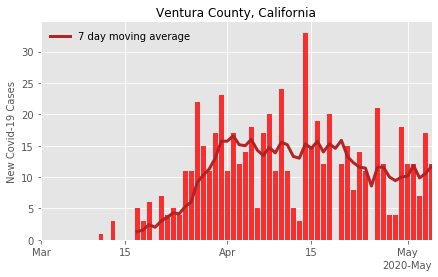 Ventura County, California
7 day moving average
New Covid-19 Cases
30
25
20
15
10
5
0
Mar
15
Apr
15
May
2020-May